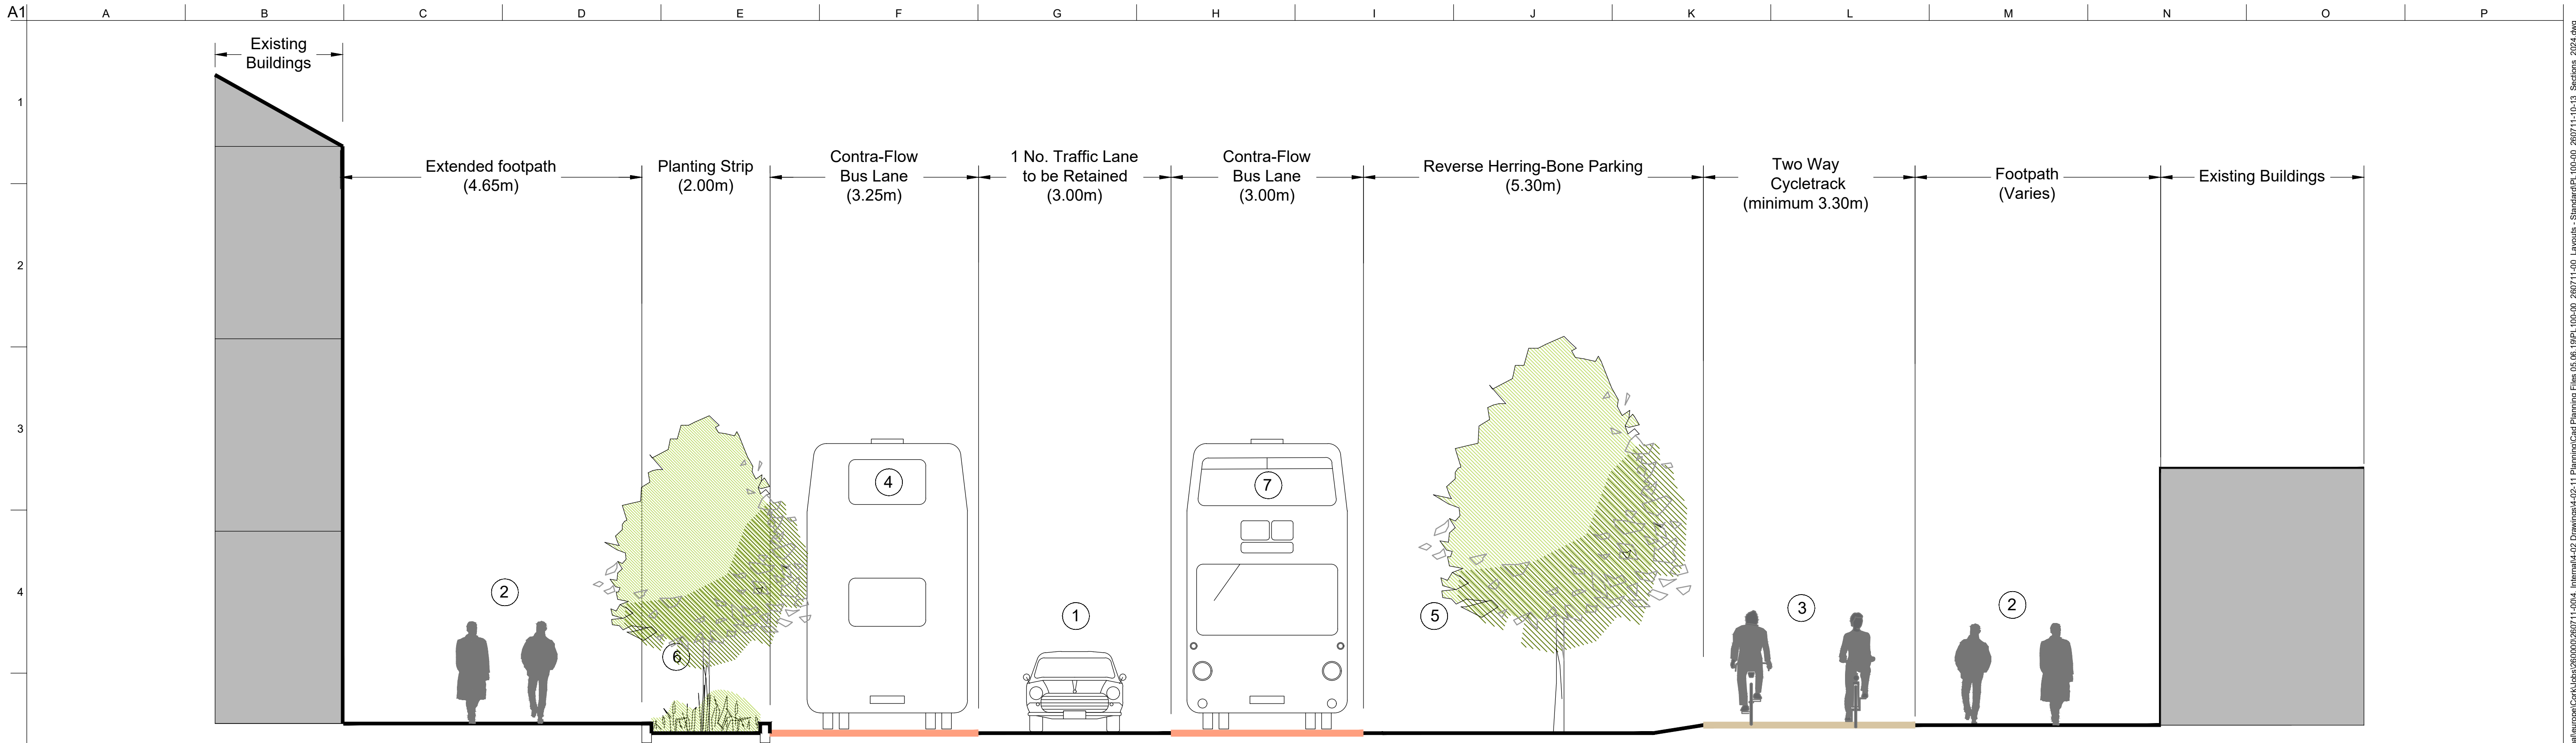 A1
A B C D E F G H I J K L M N O P
1
2
3
4
Existing
Buildings
Extended footpath
(4.65m)
Planting Strip
(2.00m)
Contra-Flow
Bus Lane
(3.25m)
1 No. Traffic Lane
to be Retained
(3.00m)
Contra-Flow
Bus Lane
(3.00m)
Reverse Herring-Bone Parking
(5.30m)
Two Way
Cycletrack
(minimum 3.30m)
Footpath
(Varies)
Existing Buildings
2
6
4
1
7
5
3
2